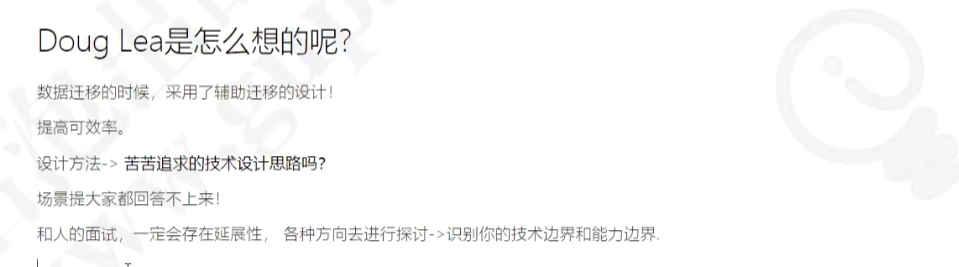 Doug Lea是怎么想的呢?
数据迁移的时候，采用了辅助迁移的设计！
提高可效率。
设计方法-> 苦苦追求的技术设计思路吗?
场景提大家都回答不上来！
和人的面试，一定会存在延展性， 各种方向去进行探讨->识别你的技术边界和能力边界.